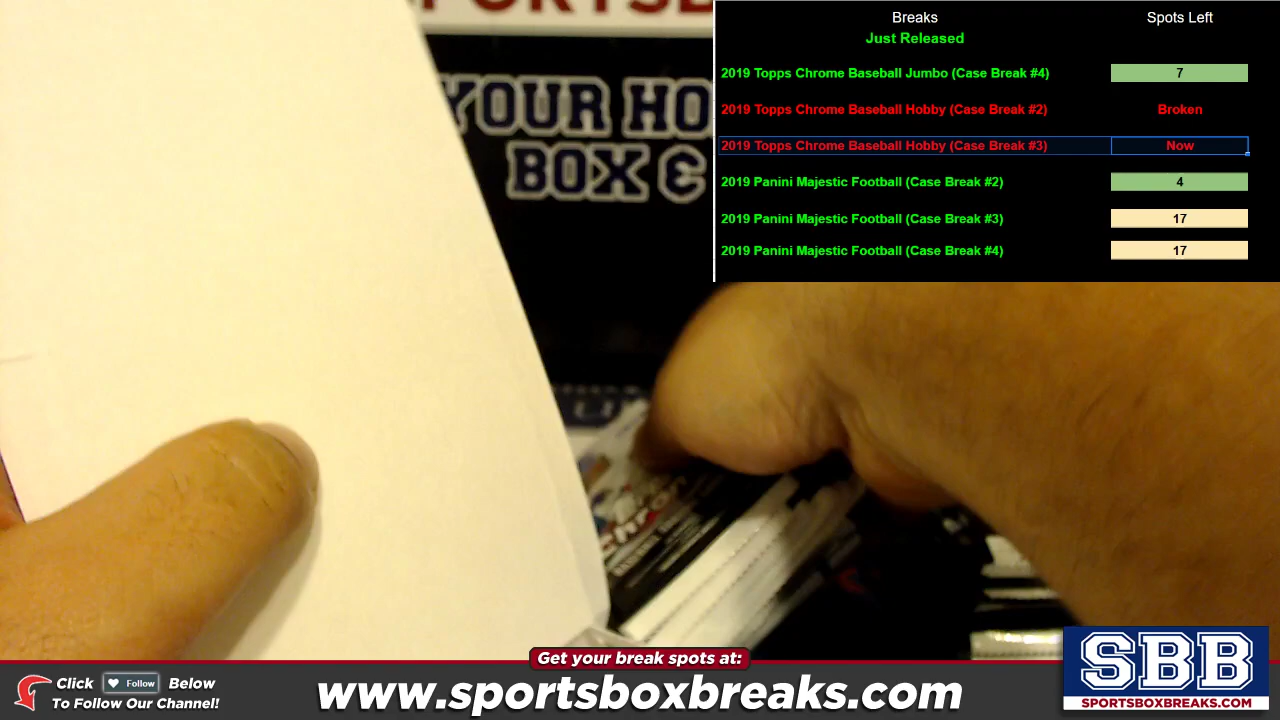 Breaks
Spots Left
Just Released
2019 Topps Chrome Baseball Jumbo (Case Break #4)
7
2019 Topps Chrome Baseball Hobby (Case Break #2)
Broken
2019 Topps Chrome Baseball Hobby (Case Break #3)
Now
2019 Panini Majestic Football (Case Break #2)
4
2019 Panini Majestic Football (Case Break #3)
17
2019 Panini Majestic Football (Case Break #4)
17
YOUR HO
BOX &
Get your break spots at:
Click Follow Below
To Follow Our Channel!
www.sportsboxbreaks.com
SBB
SPORTSBOXBREAKS.COM